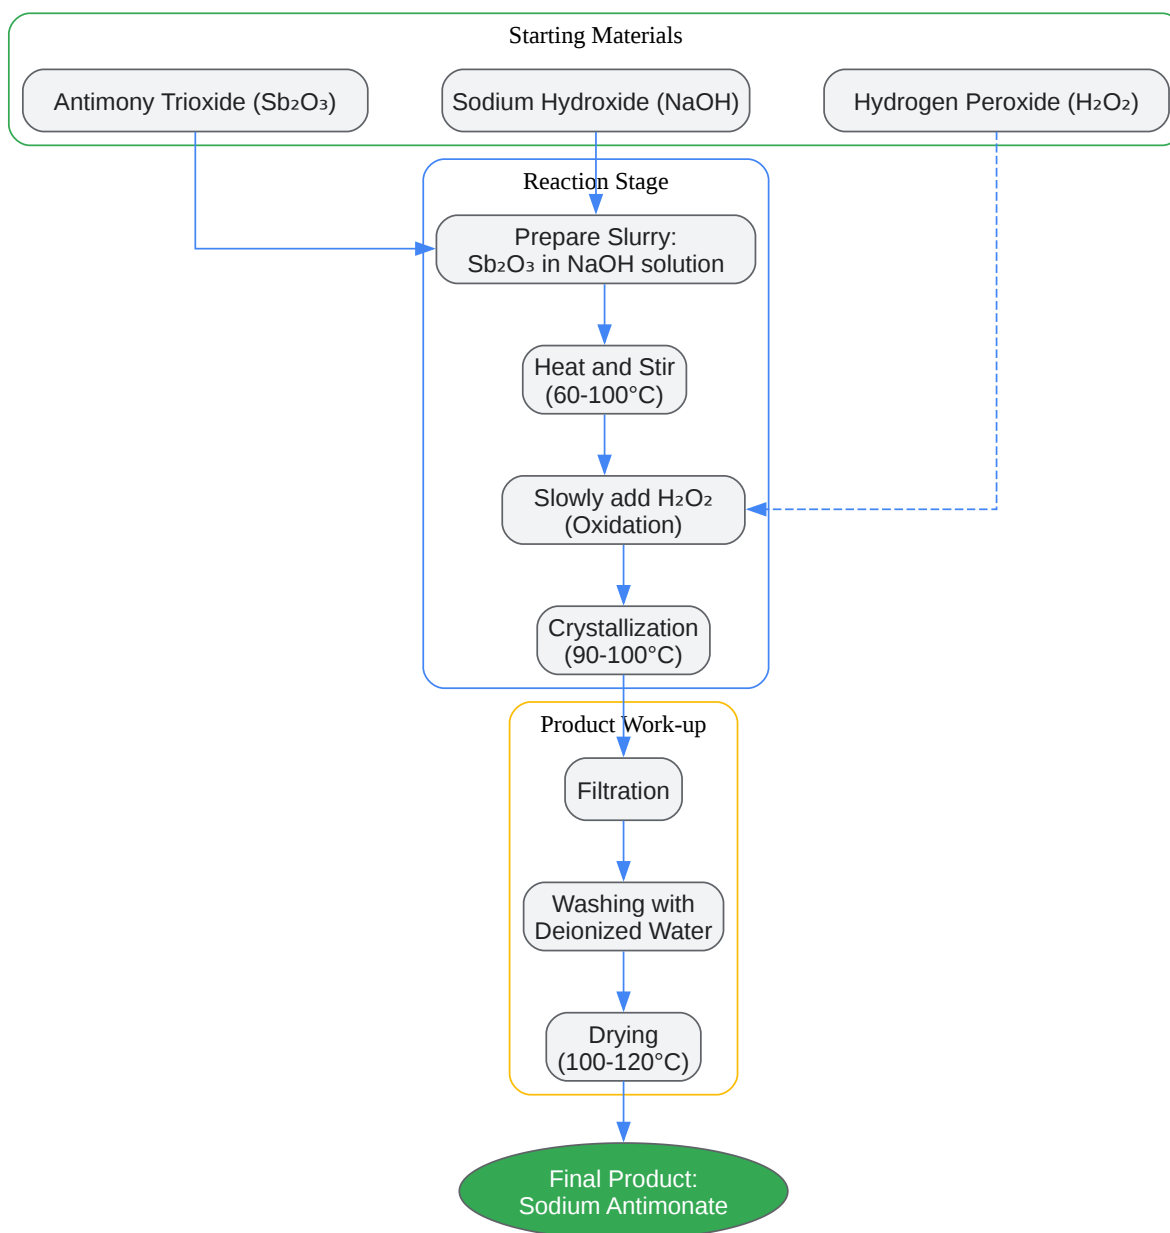 Starting Materials
Antimony Trioxide (Sb₂O₃)
Sodium Hydroxide (NaOH)
Hydrogen Peroxide (H₂O₂)
Reaction Stage
Prepare Slurry:
Sb₂O₃ in NaOH solution
Heat and Stir
(60-100°C)
Slowly add H₂O₂
(Oxidation)
Crystallization
(90-100°C)
Product Work-up
Filtration
Washing with
Deionized Water
Drying
(100-120°C)
Final Product:
Sodium Antimonate